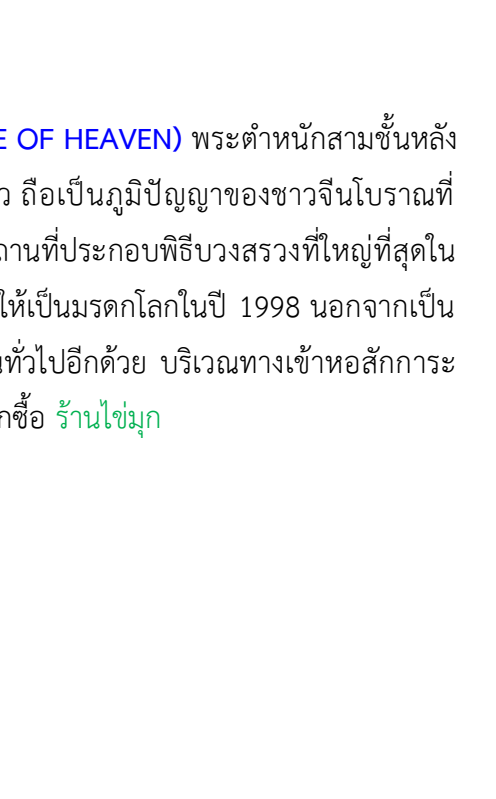 E OF HEAVEN) พระตำหนักสามชั้นหลัง
ว ถือเป็นภูมิปัญญาของชาวจีนโบราณที่
ถานที่ประกอบพิธีบวงสรวงที่ใหญ่ที่สุดใน
ให้เป็นมรดกโลกในปี 1998 นอกจากเป็น
นทั่วไปอีกด้วย บริเวณทางเข้าหอสักการะ
กซื้อ ร้านไข่มุก